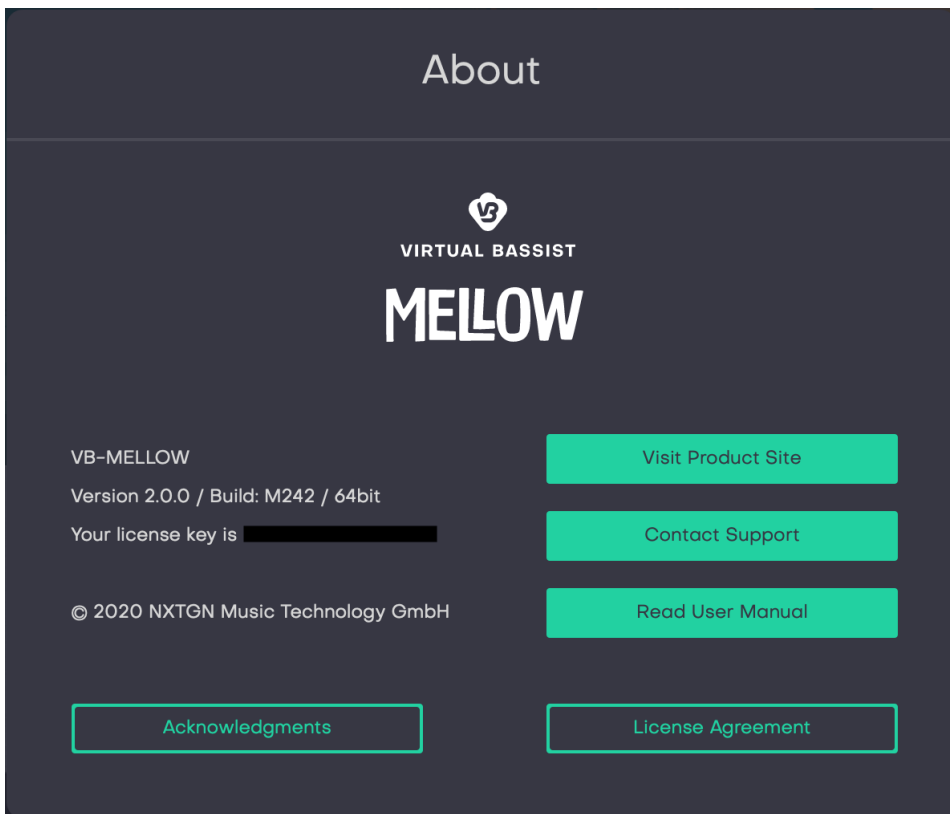 About
VB
VIRTUAL BASSIST
MELLOW
VB-MELLOW
Version 2.0.0 / Build: M242 / 64bit
Your license key is
© 2020 NXTGN Music Technology GmbH
Visit Product Site
Contact Support
Read User Manual
Acknowledgments
License Agreement